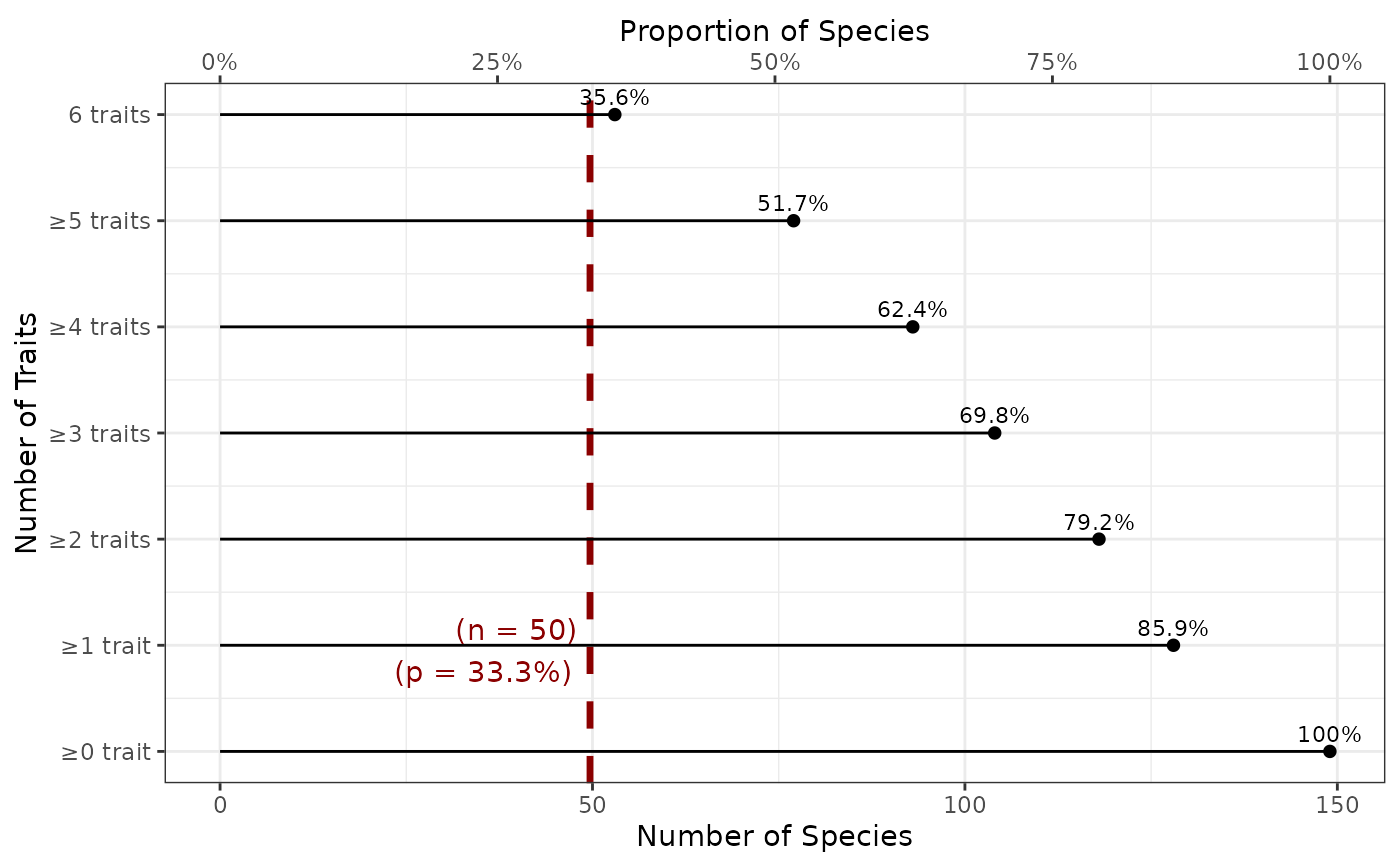 Proportion of Species
0% 25% 50% 75% 100%
6 traits 35.6%
≥5 traits 51.7%
≥4 traits 62.4%
≥3 traits 69.8%
≥2 traits 79.2%
(n = 50)
≥1 trait 85.9%
(p = 33.3%)
≥0 trait 100%
0 50 100 150
Number of Species
Number of Traits